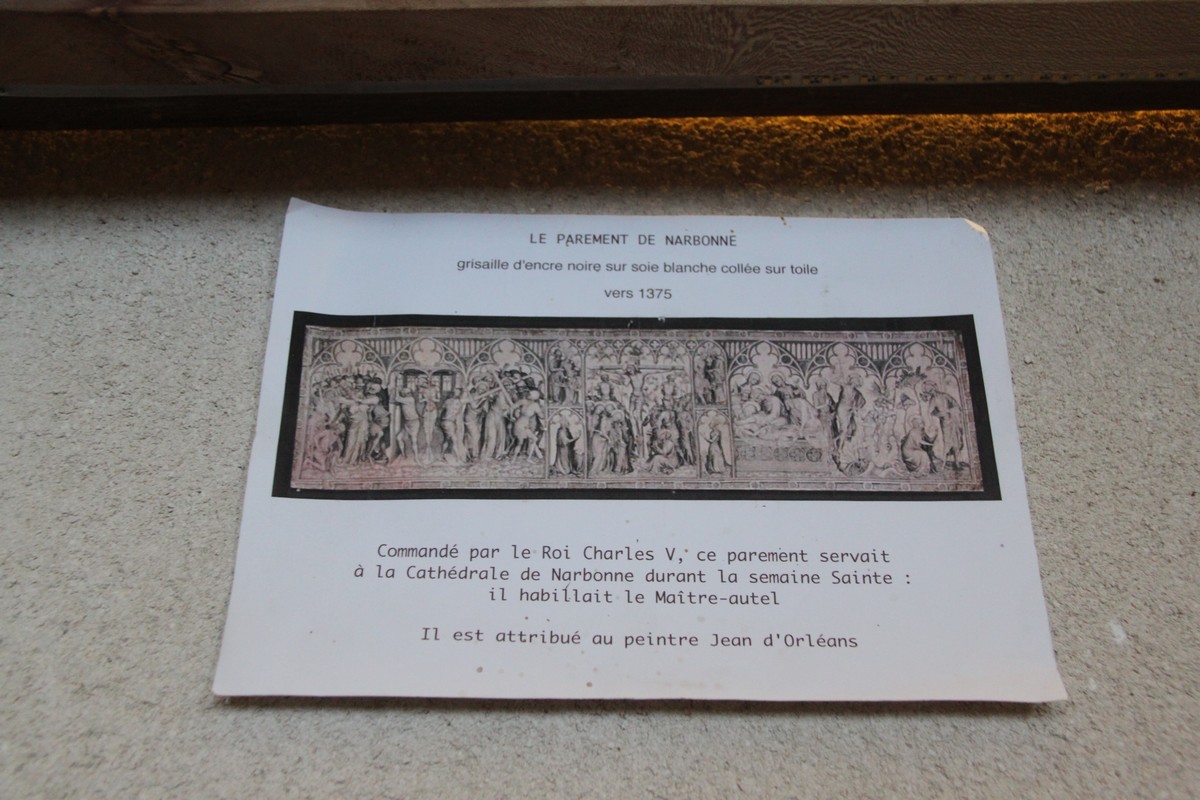 LE PAREMENT DE NARBONNE
grisaille d'encre noire sur soie blanche collée sur toile
vers 1375
Commandé par le Roi Charles V, ce parement servait
à la Cathédrale de Narbonne durant la semaine Sainte :
il habillait le Maître-autel
Il est attribué au peintre Jean d'Orléans